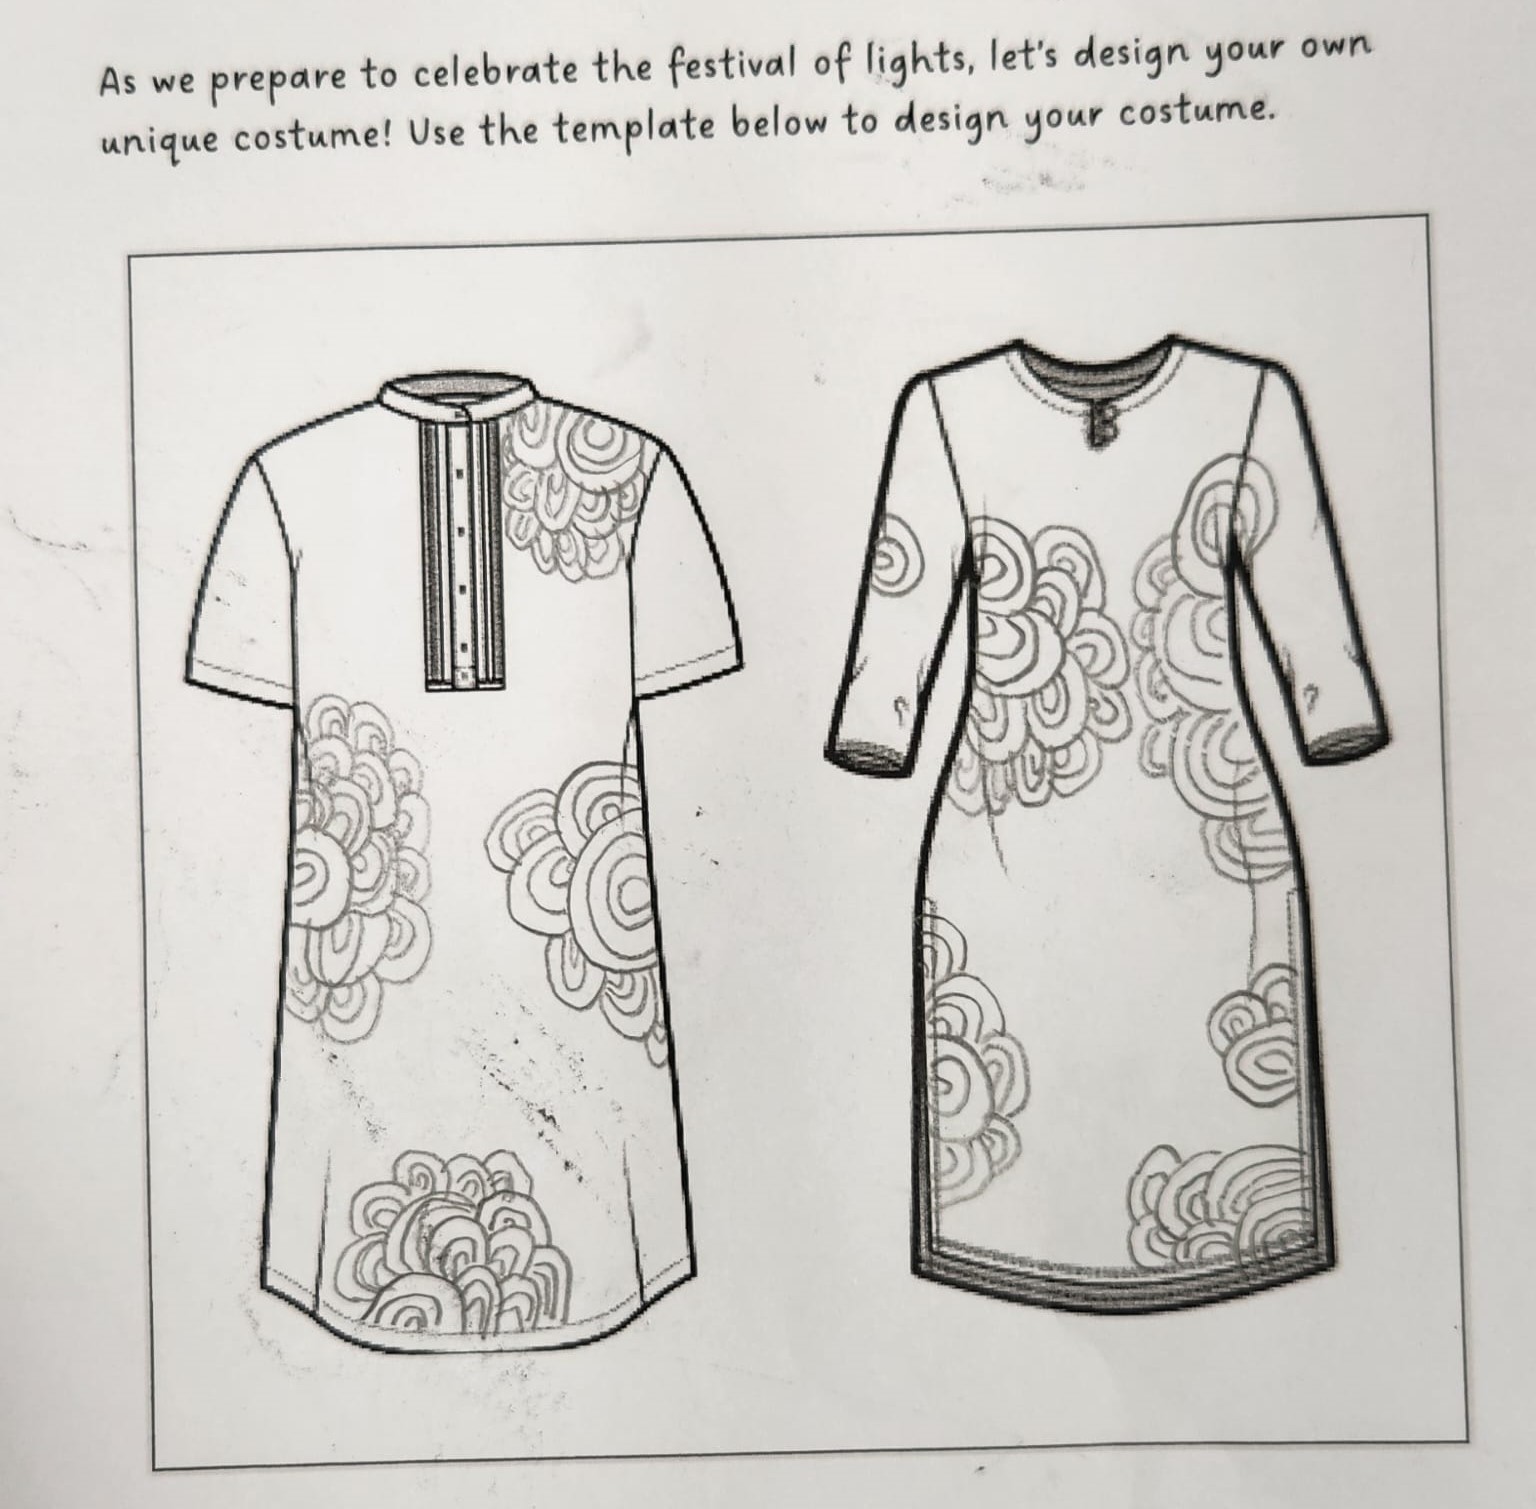 As we prepare to celebrate the festival of lights, let's design your own
unique costume! Use the template below to design your costume.